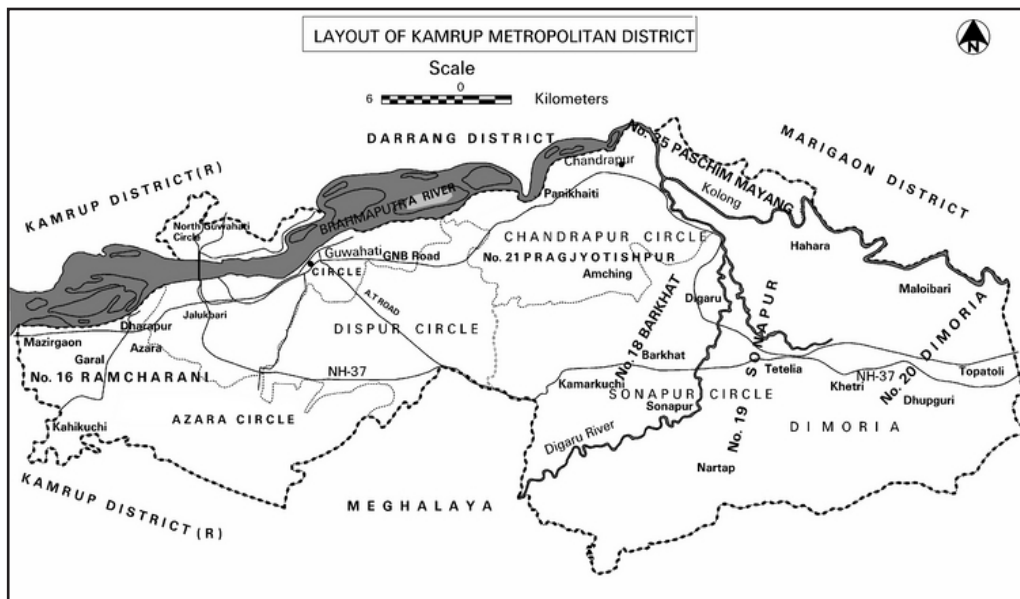 LAYOUT OF KAMRUP METROPOLITAN DISTRICT
N
Scale
0
6 Kilometers
DARRANG DISTRICT
No. 35 PASCHIM MAYANG
MARIGAON DISTRICT
KAMRUP DISTRICT(R)
Chandrapur
Kolong
Panikhaiti
BRAHMAPUTRA RIVER
North Guwahati
Circle
CHANDRAPUR CIRCLE
Hahara
Guwahati
CIRCLE
GNB Road
No. 21 PRAGJYOTISHPUR
Amching
Maloibari
A.T ROAD
Jalukbari
Dharapur
DISPUR CIRCLE
Digaru
No. 18 BARKHAT
No. 19 SONAPUR
No. 20 DIMORIA
Mazirgaon
Azara
Garal
No. 16 RAMCHARANI
NH-37
Barkhat
Tetelia
Topatoli
Kamarkuchi
SONAPUR CIRCLE
Khetri
NH-37
Dhupguri
AZARA CIRCLE
Sonapur
DIMORIA
Kahikuchi
Digaru River
Nartap
KAMRUP DISTRICT(R)
MEGHALAYA